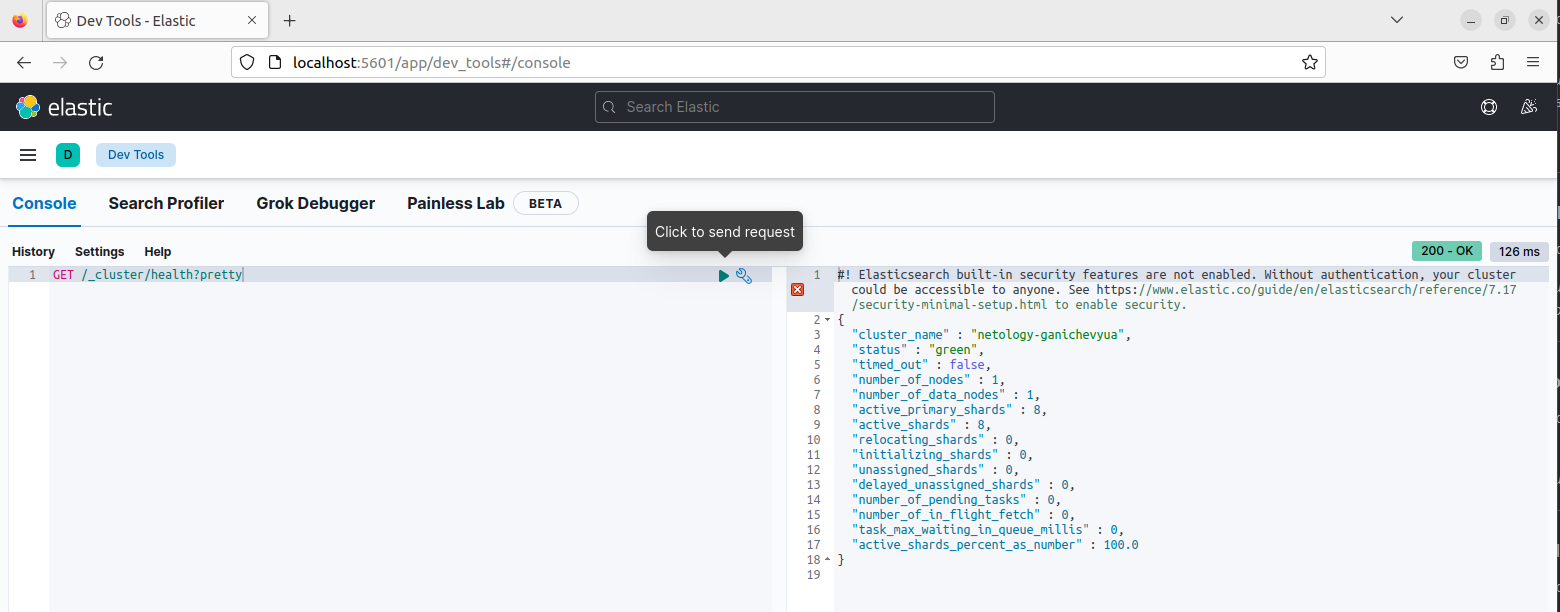 Dev Tools - Elastic
localhost:5601/app/dev_tools#/console
elastic
Search Elastic
D
Dev Tools
Console
Search Profiler
Grok Debugger
Painless Lab
BETA
Click to send request
History
Settings
Help
200 - OK
126 ms
1 GET /_cluster/health?pretty
1 #! Elasticsearch built-in security features are not enabled. Without authentication, your cluster
could be accessible to anyone. See https://www.elastic.co/guide/en/elasticsearch/reference/7.17
/security-minimal-setup.html to enable security.
2 {
3 "cluster_name" : "netology-ganichevyua",
4 "status" : "green",
5 "timed_out" : false,
6 "number_of_nodes" : 1,
7 "number_of_data_nodes" : 1,
8 "active_primary_shards" : 8,
9 "active_shards" : 8,
10 "relocating_shards" : 0,
11 "initializing_shards" : 0,
12 "unassigned_shards" : 0,
13 "delayed_unassigned_shards" : 0,
14 "number_of_pending_tasks" : 0,
15 "number_of_in_flight_fetch" : 0,
16 "task_max_waiting_in_queue_millis" : 0,
17 "active_shards_percent_as_number" : 100.0
18 }
19